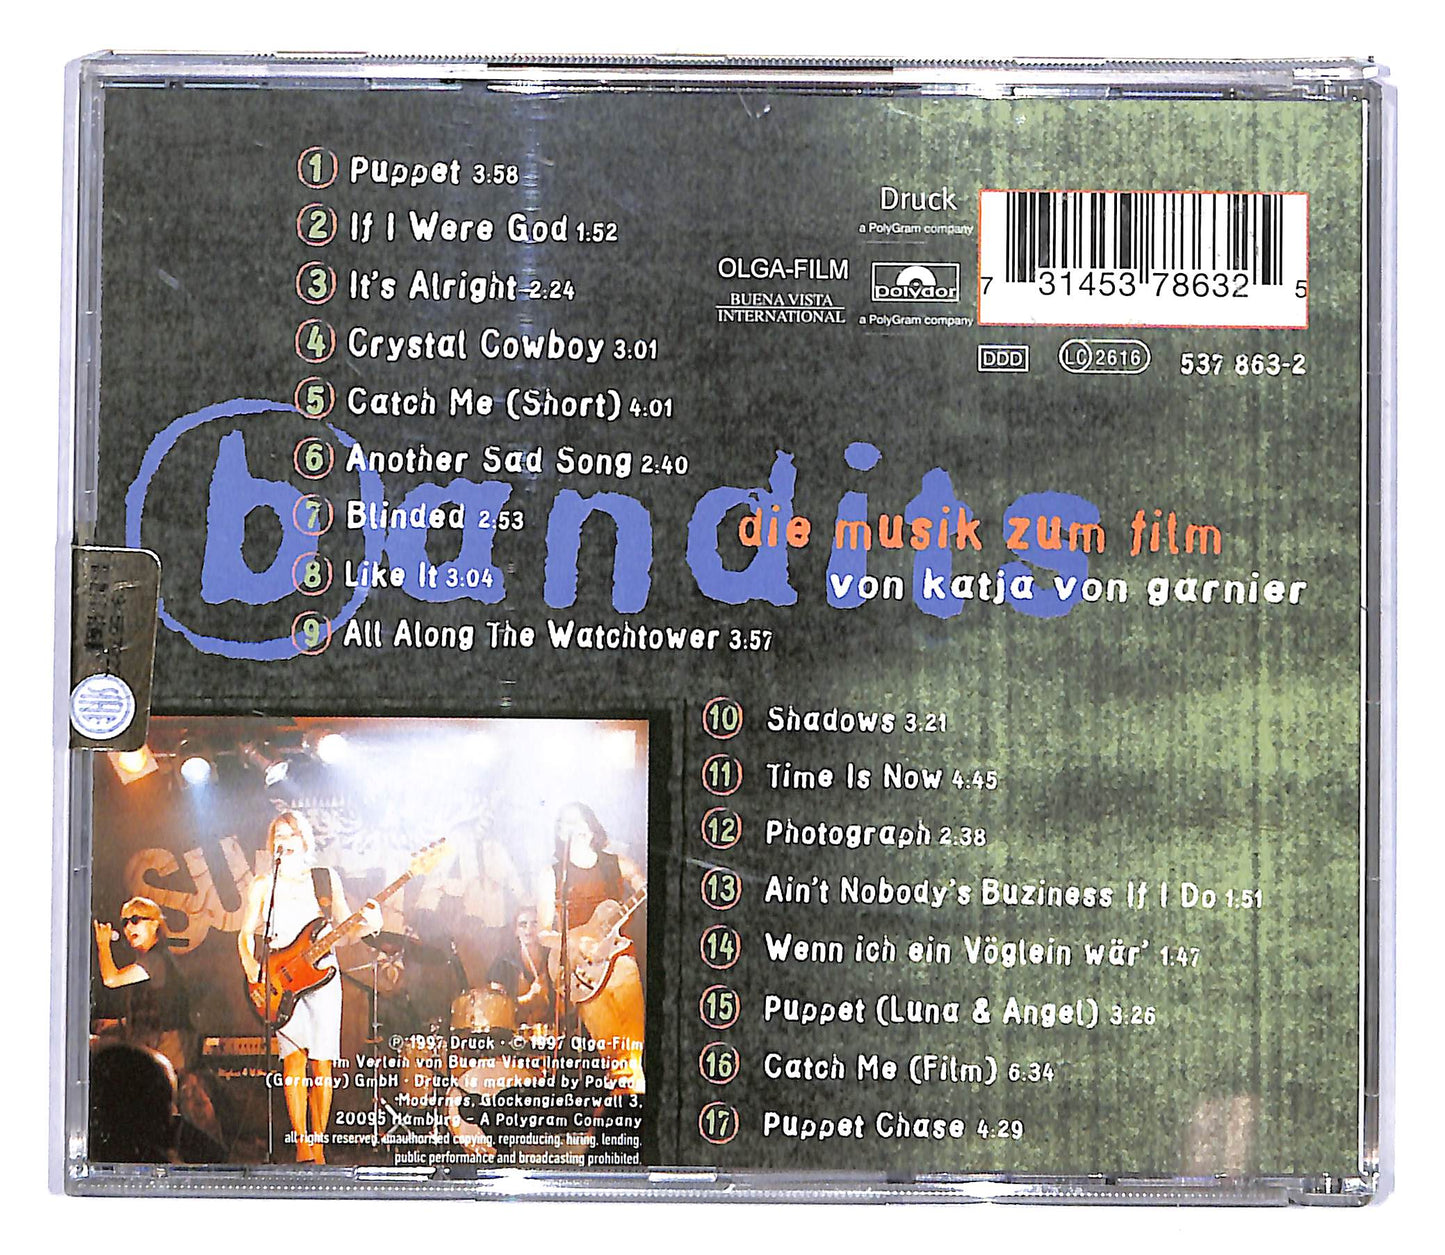 1 Puppet 3:58
2 If I Were God 1:52
3 It's Alright 2:24
4 Crystal Cowboy 3:01
5 Catch Me (Short) 4:01
6 Another Sad Song 2:40
7 Blinded 2:53
8 Like It 3:04
9 All Along The Watchtower 3:57
Druck
a PolyGram company
OLGA-FILM
BUENA VISTA
INTERNATIONAL
polydor
a PolyGram company
7 31453 78632 5
DDD LC 2616 537 863-2
bandits
die musik zum film
von katja von garnier
10 Shadows 3:21
11 Time Is Now 4:45
12 Photograph 2:38
13 Ain't Nobody's Buziness If I Do 1:51
14 Wenn ich ein Vöglein wär' 1:47
15 Puppet (Luna & Angel) 3:26
16 Catch Me (Film) 6:34
17 Puppet Chase 4:29
℗ 1997 Druck · © 1997 Olga-Film
im Verleih von Buena Vista International
(Germany) GmbH · Druck is marketed by Polydor
Modernes, Glockengießerwall 3,
20095 Hamburg – A Polygram Company
all rights reserved. unauthorised copying. reproducing. hiring. lending.
public performance and broadcasting prohibited.